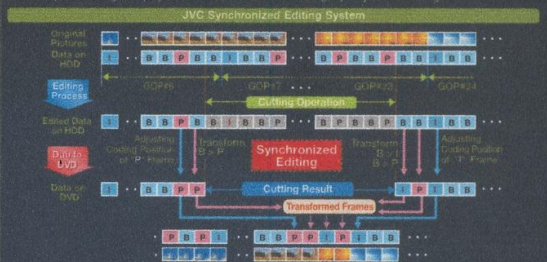 JVC Synchronized Editing System
Original Pictures
Data on HDD
I ··· B B P B B I B B B ··· B P B B P B B I B B ···
GOP#6 GOP#7 GOP#23 GOP#24
Editing Process
Cutting Operation
Edited Data on HDD
I ··· B B P B B I B B B ··· B P B B P B B I B B ···
Adjusting Coding Position of "P" Frame
Transform B > P
Synchronized Editing
Transform B > I B > P
Adjusting Coding Position of "I" Frame
Dub to DVD
Data on DVD
I ··· B B P P
Cutting Result
I P I B B ···
Transformed Frames
··· P B P I ··· B B P P I P I B B ···